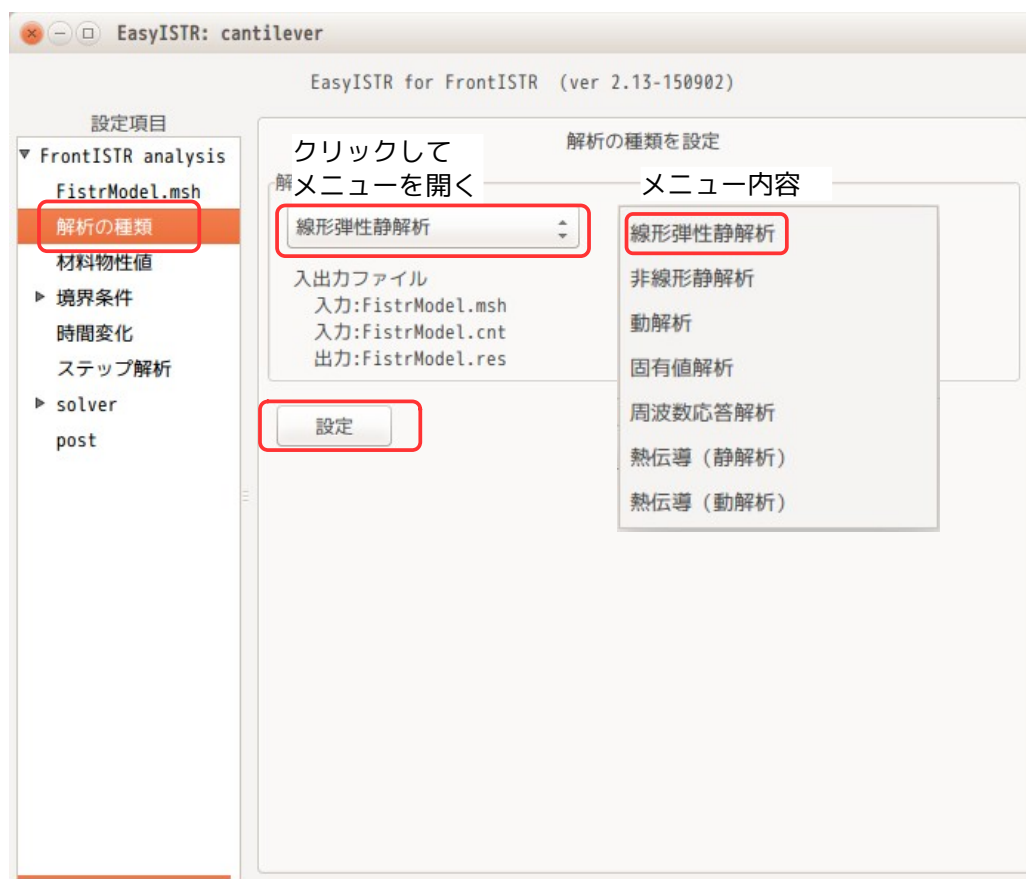 EasyISTR: cantilever
EasyISTR for FrontISTR (ver 2.13-150902)
設定項目
FrontISTR analysis
FistrModel.msh
解析の種類
材料物性値
境界条件
時間変化
ステップ解析
solver
post
解析の種類を設定
クリックして
メニューを開く
解
線形弾性静解析
入出力ファイル
入力:FistrModel.msh
入力:FistrModel.cnt
出力:FistrModel.res
設定
メニュー内容
線形弾性静解析
非線形静解析
動解析
固有値解析
周波数応答解析
熱伝導（静解析）
熱伝導（動解析）